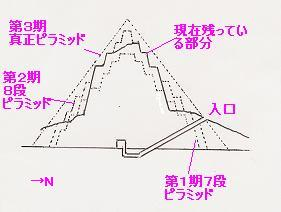 第3期
真正ピラミッド
現在残ってい
る部分
第2期
8段
ピラミッド
入口
→N
第1期7段
ピラミッド